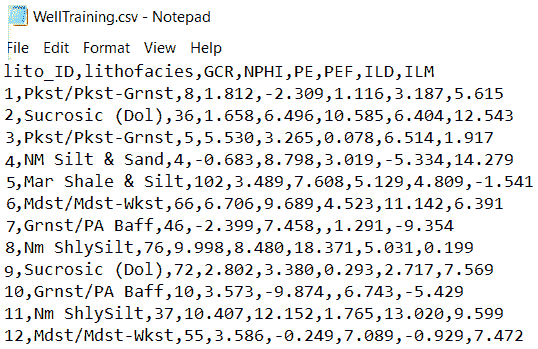 WellTraining.csv - Notepad
File Edit Format View Help
lito_ID,lithofacies,GCR,NPHI,PE,PEF,ILD,ILM
1,Pkst/Pkst-Grnst,8,1.812,-2.309,1.116,3.187,5.615
2,Sucrosic (Dol),36,1.658,6.496,10.585,6.404,12.543
3,Pkst/Pkst-Grnst,5,5.530,3.265,0.078,6.514,1.917
4,NM Silt & Sand,4,-0.683,8.798,3.019,-5.334,14.279
5,Mar Shale & Silt,102,3.489,7.608,5.129,4.809,-1.541
6,Mdst/Mdst-Wkst,66,6.706,9.689,4.523,11.142,6.391
7,Grnst/PA Baff,46,-2.399,7.458,,1.291,-9.354
8,Nm ShlySilt,76,9.998,8.480,18.371,5.031,0.199
9,Sucrosic (Dol),72,2.802,3.380,0.293,2.717,7.569
10,Grnst/PA Baff,10,3.573,-9.874,,6.743,-5.429
11,Nm ShlySilt,37,10.407,12.152,1.765,13.020,9.599
12,Mdst/Mdst-Wkst,55,3.586,-0.249,7.089,-0.929,7.472